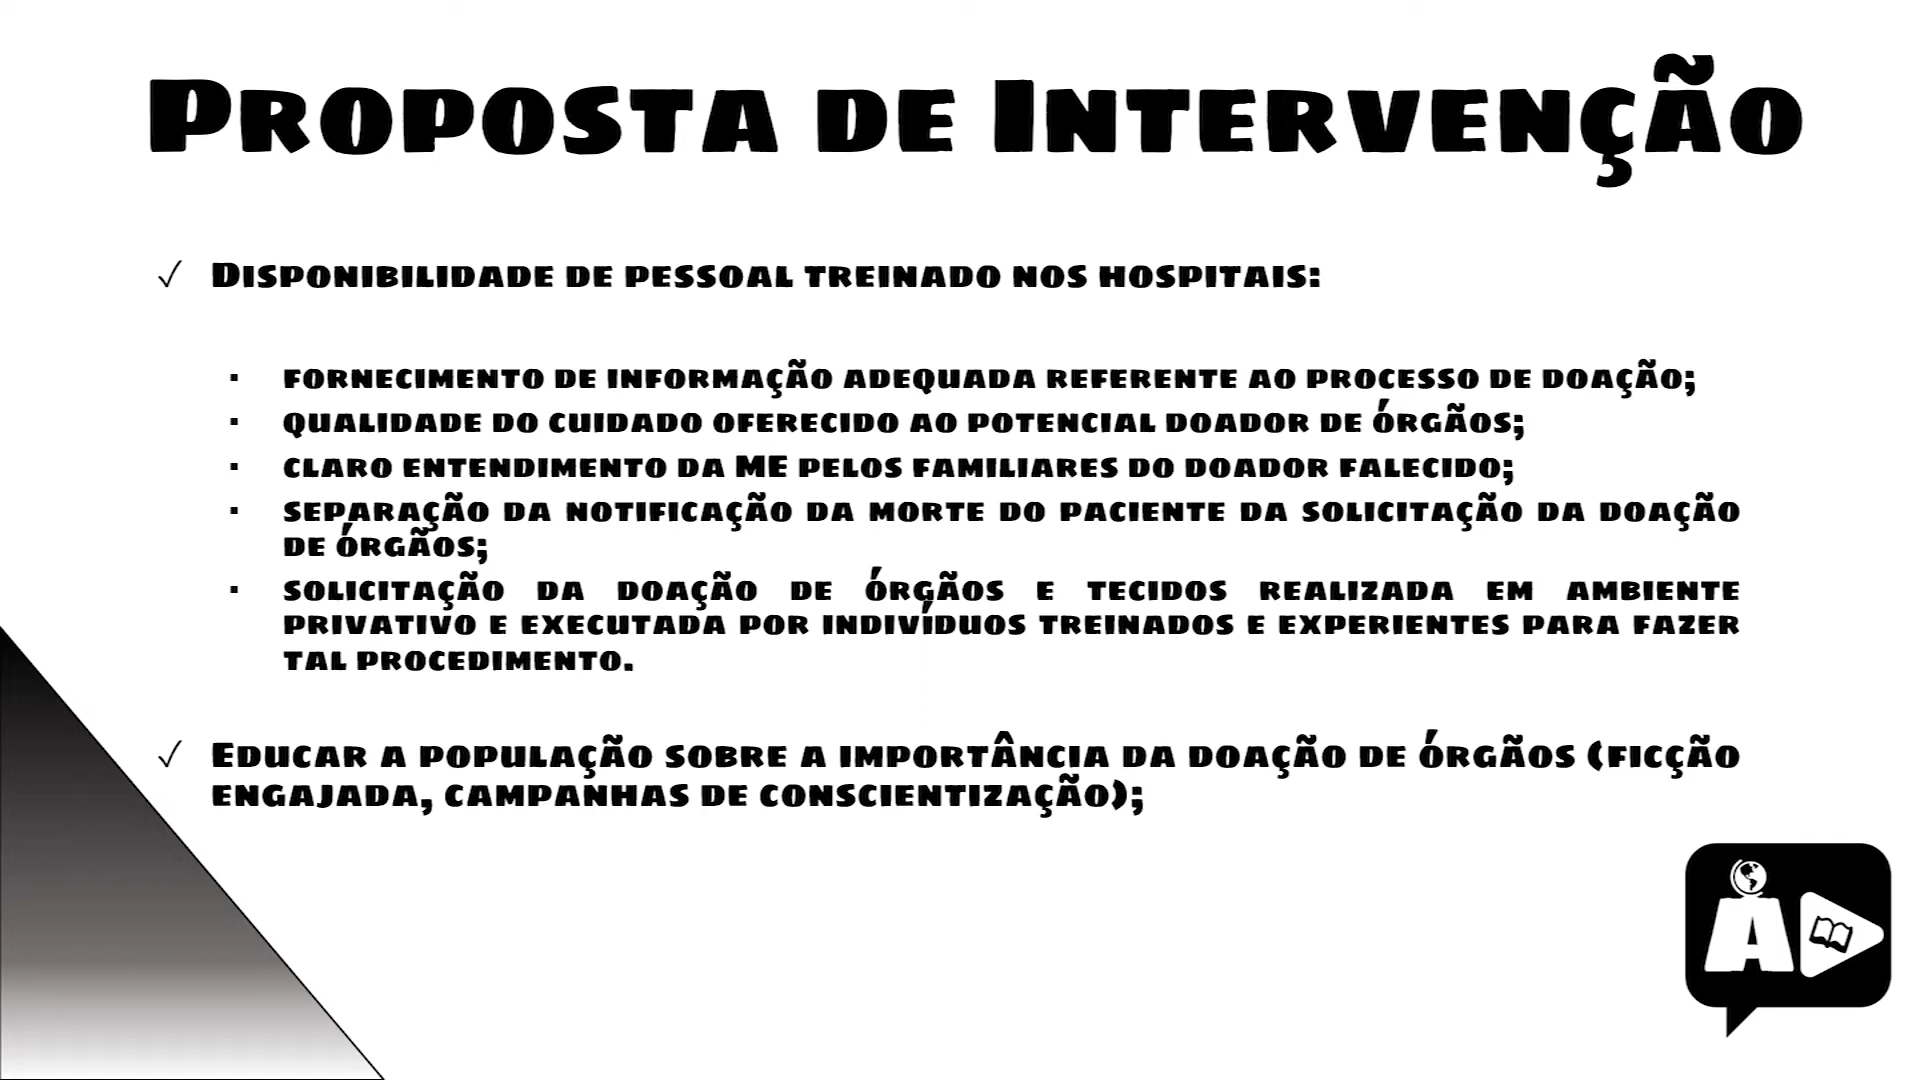 Proposta de Intervenção
✓ Disponibilidade de pessoal treinado nos hospitais:
▪ fornecimento de informação adequada referente ao processo de doação;
▪ qualidade do cuidado oferecido ao potencial doador de órgãos;
▪ claro entendimento da ME pelos familiares do doador falecido;
▪ separação da notificação da morte do paciente da solicitação da doação
de órgãos;
▪ solicitação da doação de órgãos e tecidos realizada em ambiente
privativo e executada por indivíduos treinados e experientes para fazer
tal procedimento.
✓ Educar a população sobre a importância da doação de órgãos (ficção
engajada, campanhas de conscientização);
A